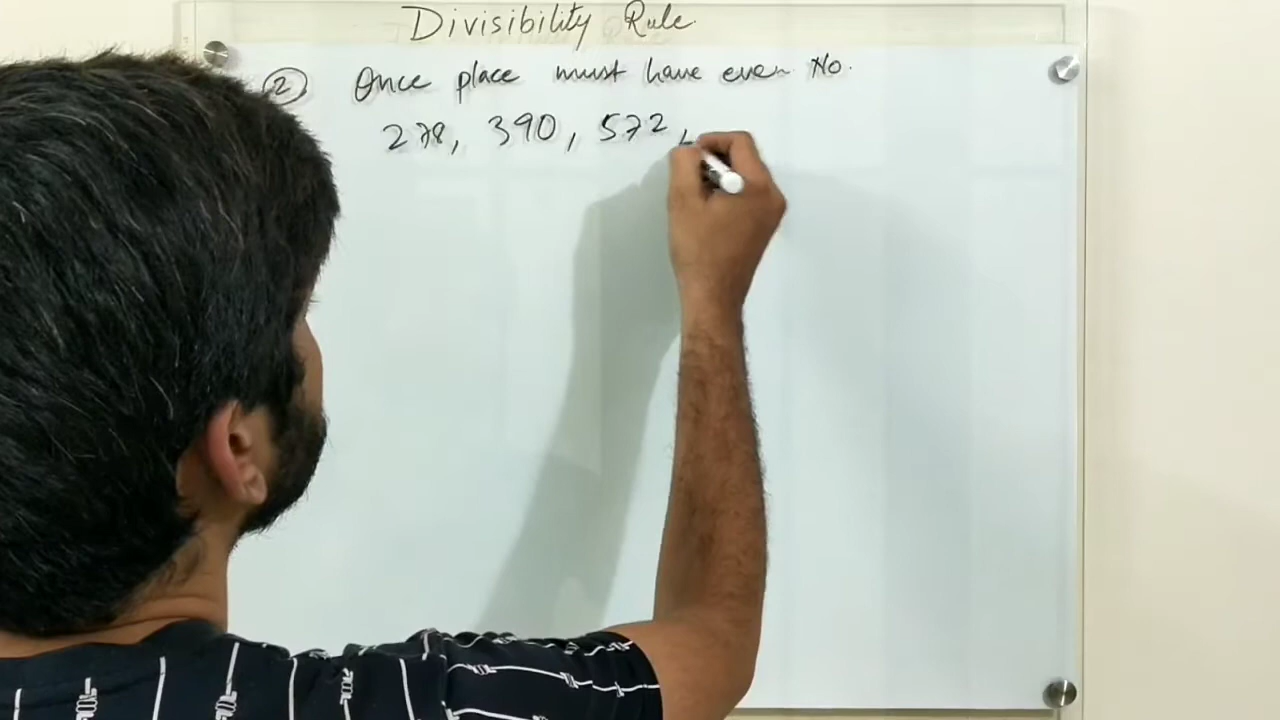 Divisibility Rule
② Once place must have even No.
278, 390, 572,